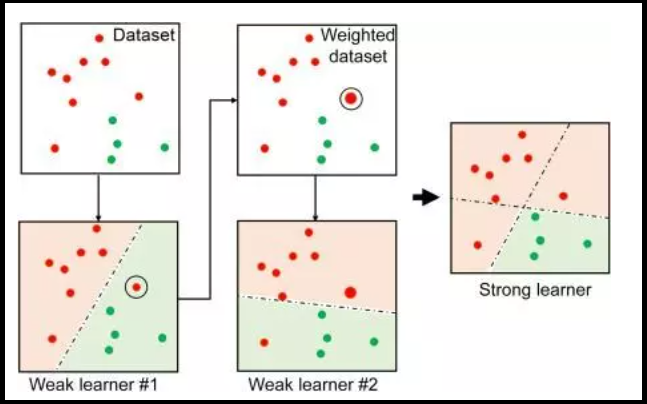 Dataset
Weighted
dataset
Weak learner #1
Weak learner #2
Strong learner